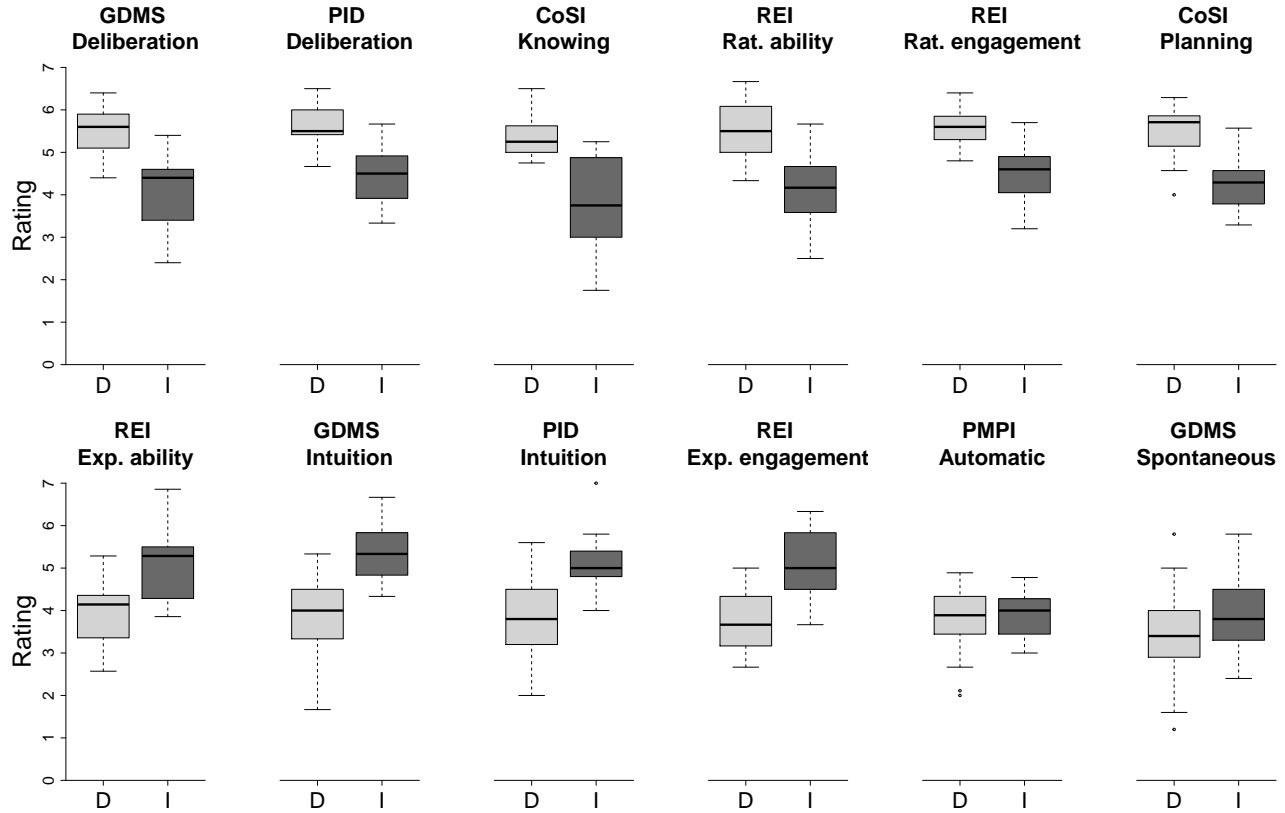 GDMS
Deliberation
PID
Deliberation
CoSI
Knowing
REI
Rat. ability
REI
Rat. engagement
CoSI
Planning
Rating
7
6
5
4
3
2
1
0
D I
D I
D I
D I
D I
D I
REI
Exp. ability
GDMS
Intuition
PID
Intuition
REI
Exp. engagement
PMPI
Automatic
GDMS
Spontaneous
Rating
7
6
5
4
3
2
1
0
D I
D I
D I
D I
D I
D I